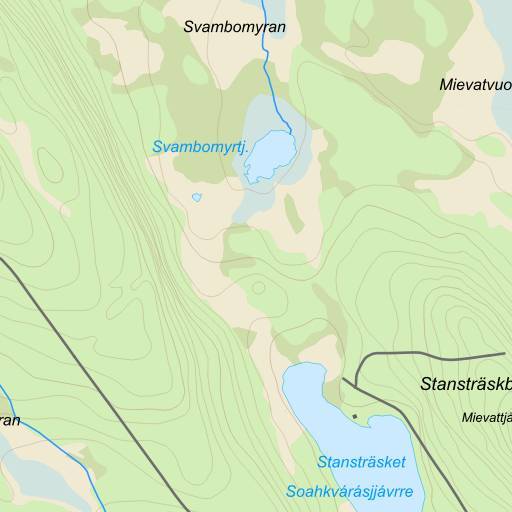 Svambomyran
Mievatvuo
Svambomyrtj.
Stansträskb
Mievattjå
ran
Stansträsket
Soahkvárásjjávrre